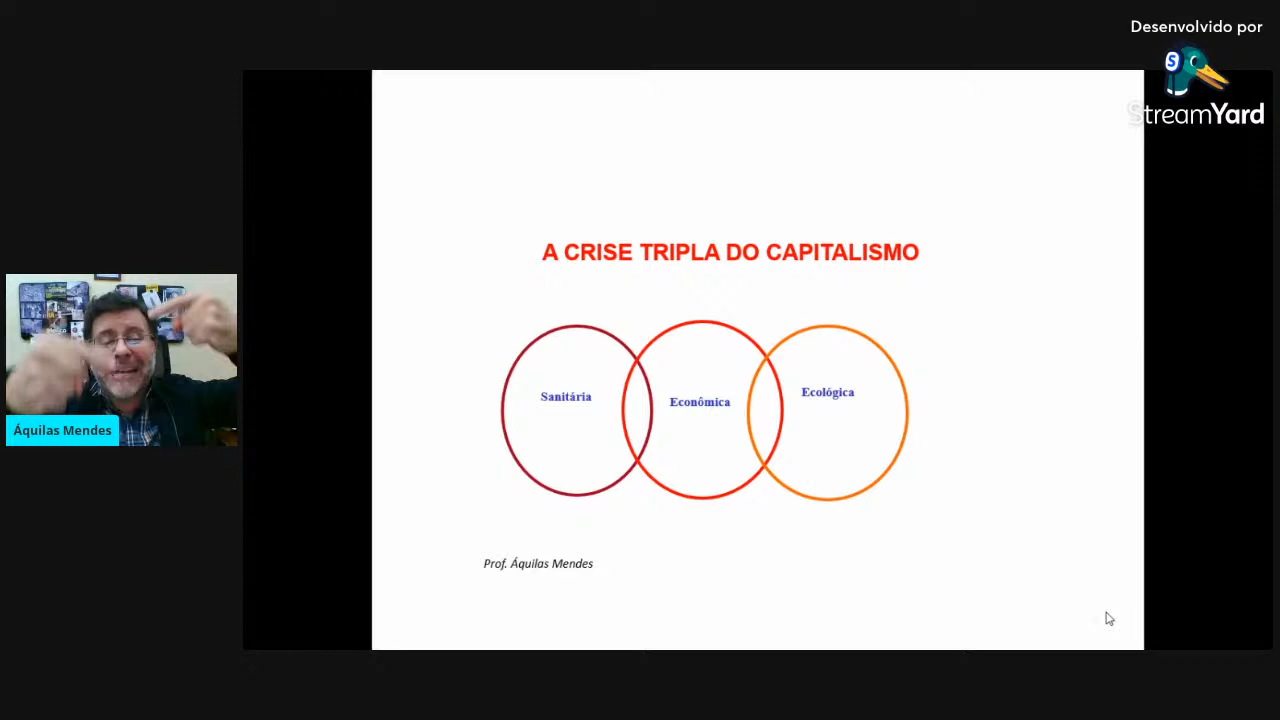 Desenvolvido por
StreamYard
A CRISE TRIPLA DO CAPITALISMO
Sanitária
Econômica
Ecológica
Prof. Áquilas Mendes
Áquilas Mendes